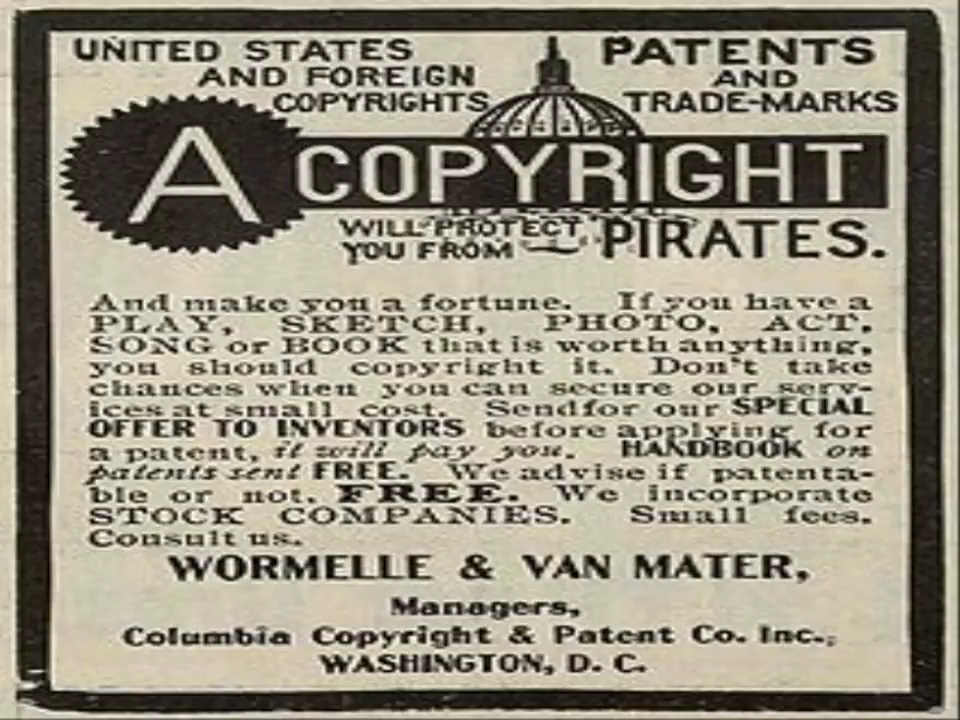 UNITED STATES
AND FOREIGN
COPYRIGHTS
PATENTS
AND
TRADE-MARKS
A COPYRIGHT
WILL PROTECT
YOU FROM PIRATES.
And make you a fortune. If you have a
PLAY, SKETCH, PHOTO, ACT,
SONG or BOOK that is worth anything,
you should copyright it. Don't take
chances when you can secure our serv-
ices at small cost. Send for our SPECIAL
OFFER TO INVENTORS before applying for
a patent, it will pay you. HANDBOOK on
patents sent FREE. We advise if patenta-
ble or not. FREE. We incorporate
STOCK COMPANIES. Small fees.
Consult us.
WORMELLE & VAN MATER,
Managers,
Columbia Copyright & Patent Co. Inc.,
WASHINGTON, D. C.